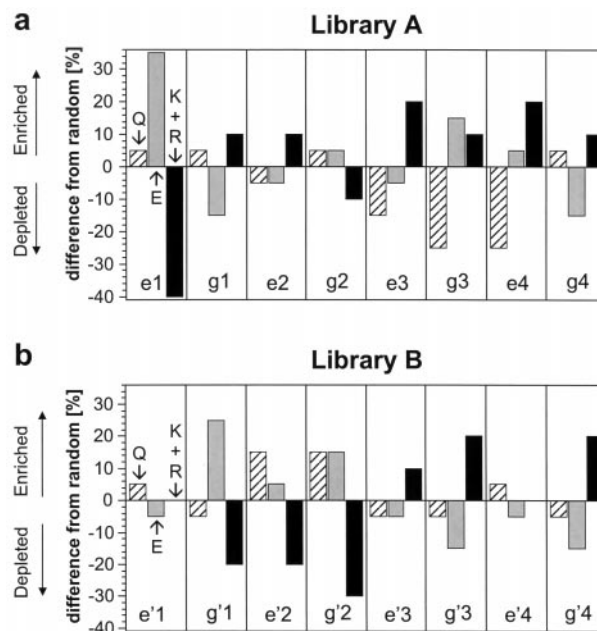 a
Library A
Enriched
Depleted
difference from random [%]
30
20
10
0
-10
-20
-30
-40
Q
K
+
R
E
e1 g1 e2 g2 e3 g3 e4 g4
b
Library B
Enriched
Depleted
difference from random [%]
30
20
10
0
-10
-20
-30
-40
Q
K
+
R
E
e'1 g'1 e'2 g'2 e'3 g'3 e'4 g'4